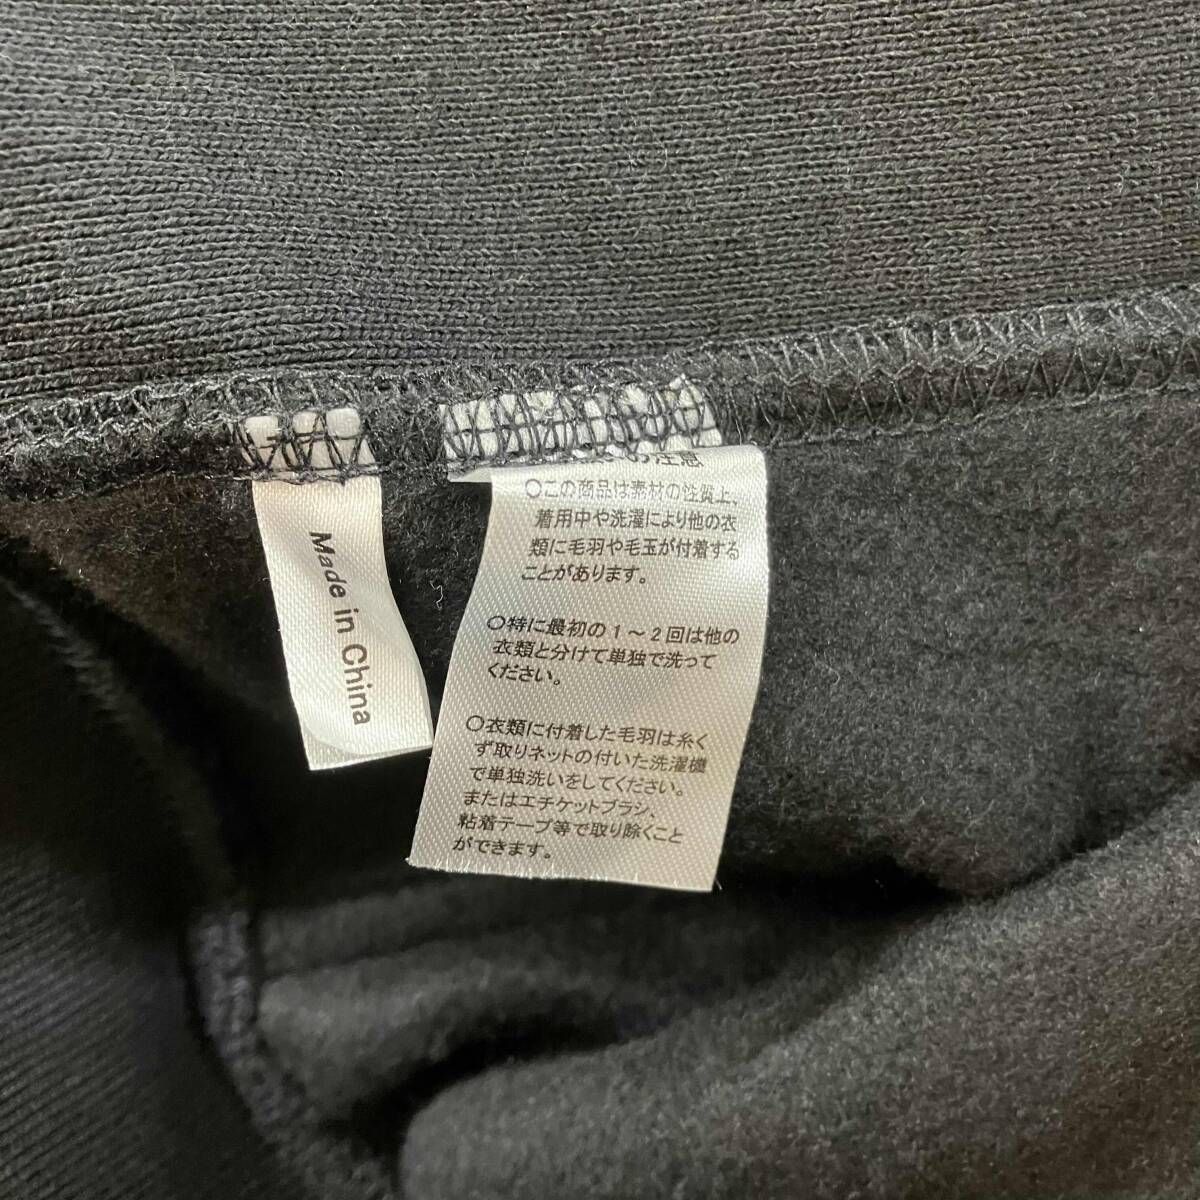 Made in China
の注意
○この商品は素材の性質上、
着用中や洗濯により他の衣
類に毛羽や毛玉が付着する
ことがあります。
○特に最初の1～2回は他の
衣類と分けて単独で洗って
ください。
○衣類に付着した毛羽は糸く
ず取りネットの付いた洗濯機
で単独洗いをしてください。
またはエチケットブラシ、
粘着テープ等で取り除くこと
ができます。